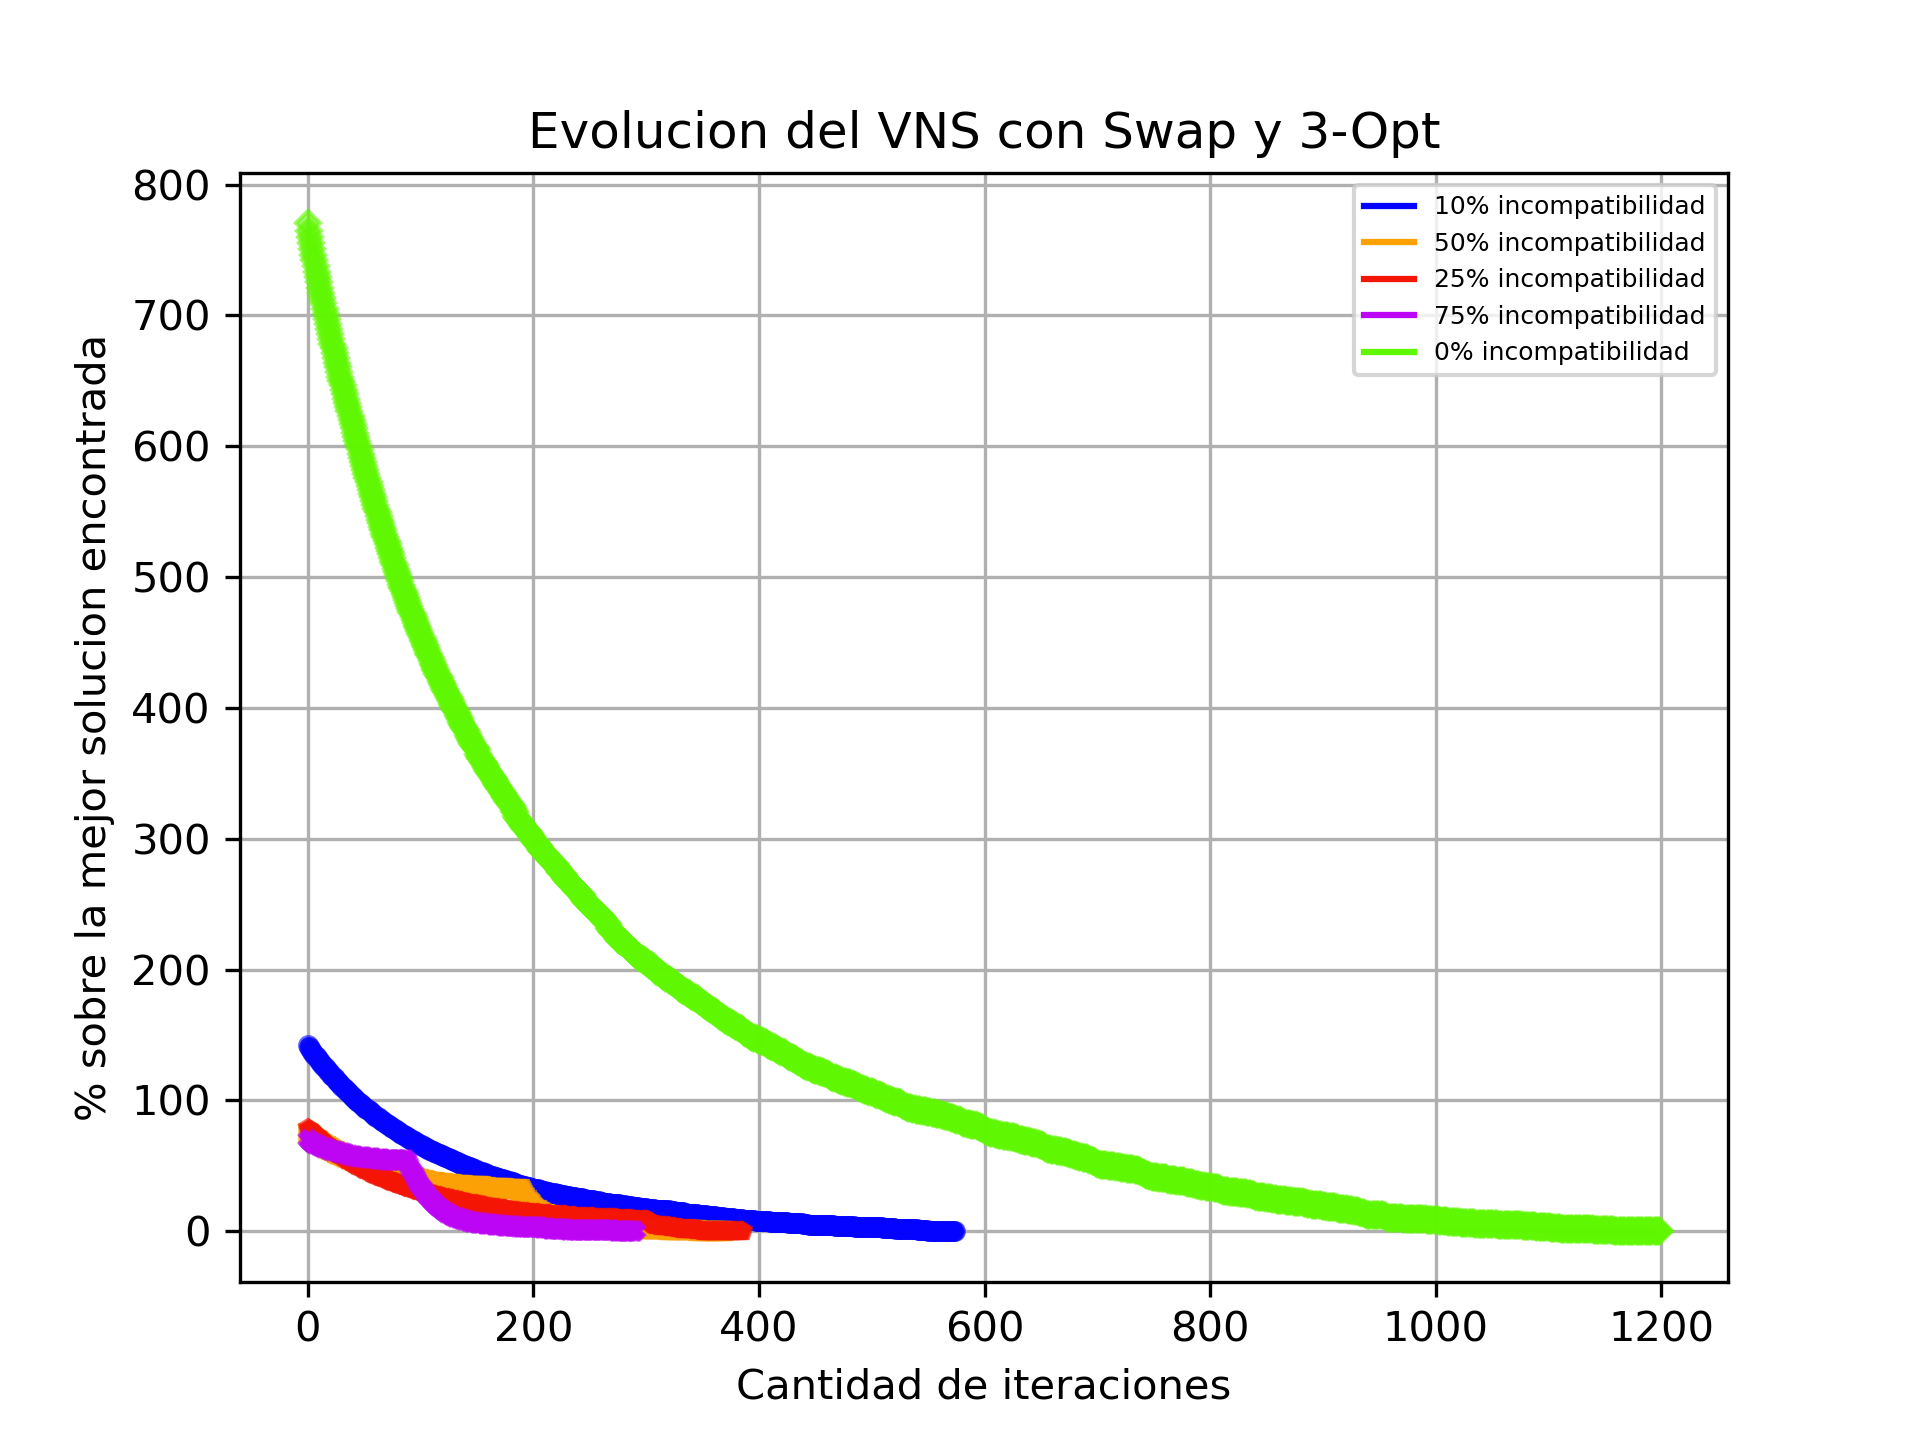 Evolucion del VNS con Swap y 3-Opt
% sobre la mejor solucion encontrada
800
700
600
500
400
300
200
100
0
10% incompatibilidad
50% incompatibilidad
25% incompatibilidad
75% incompatibilidad
0% incompatibilidad
0 200 400 600 800 1000 1200
Cantidad de iteraciones